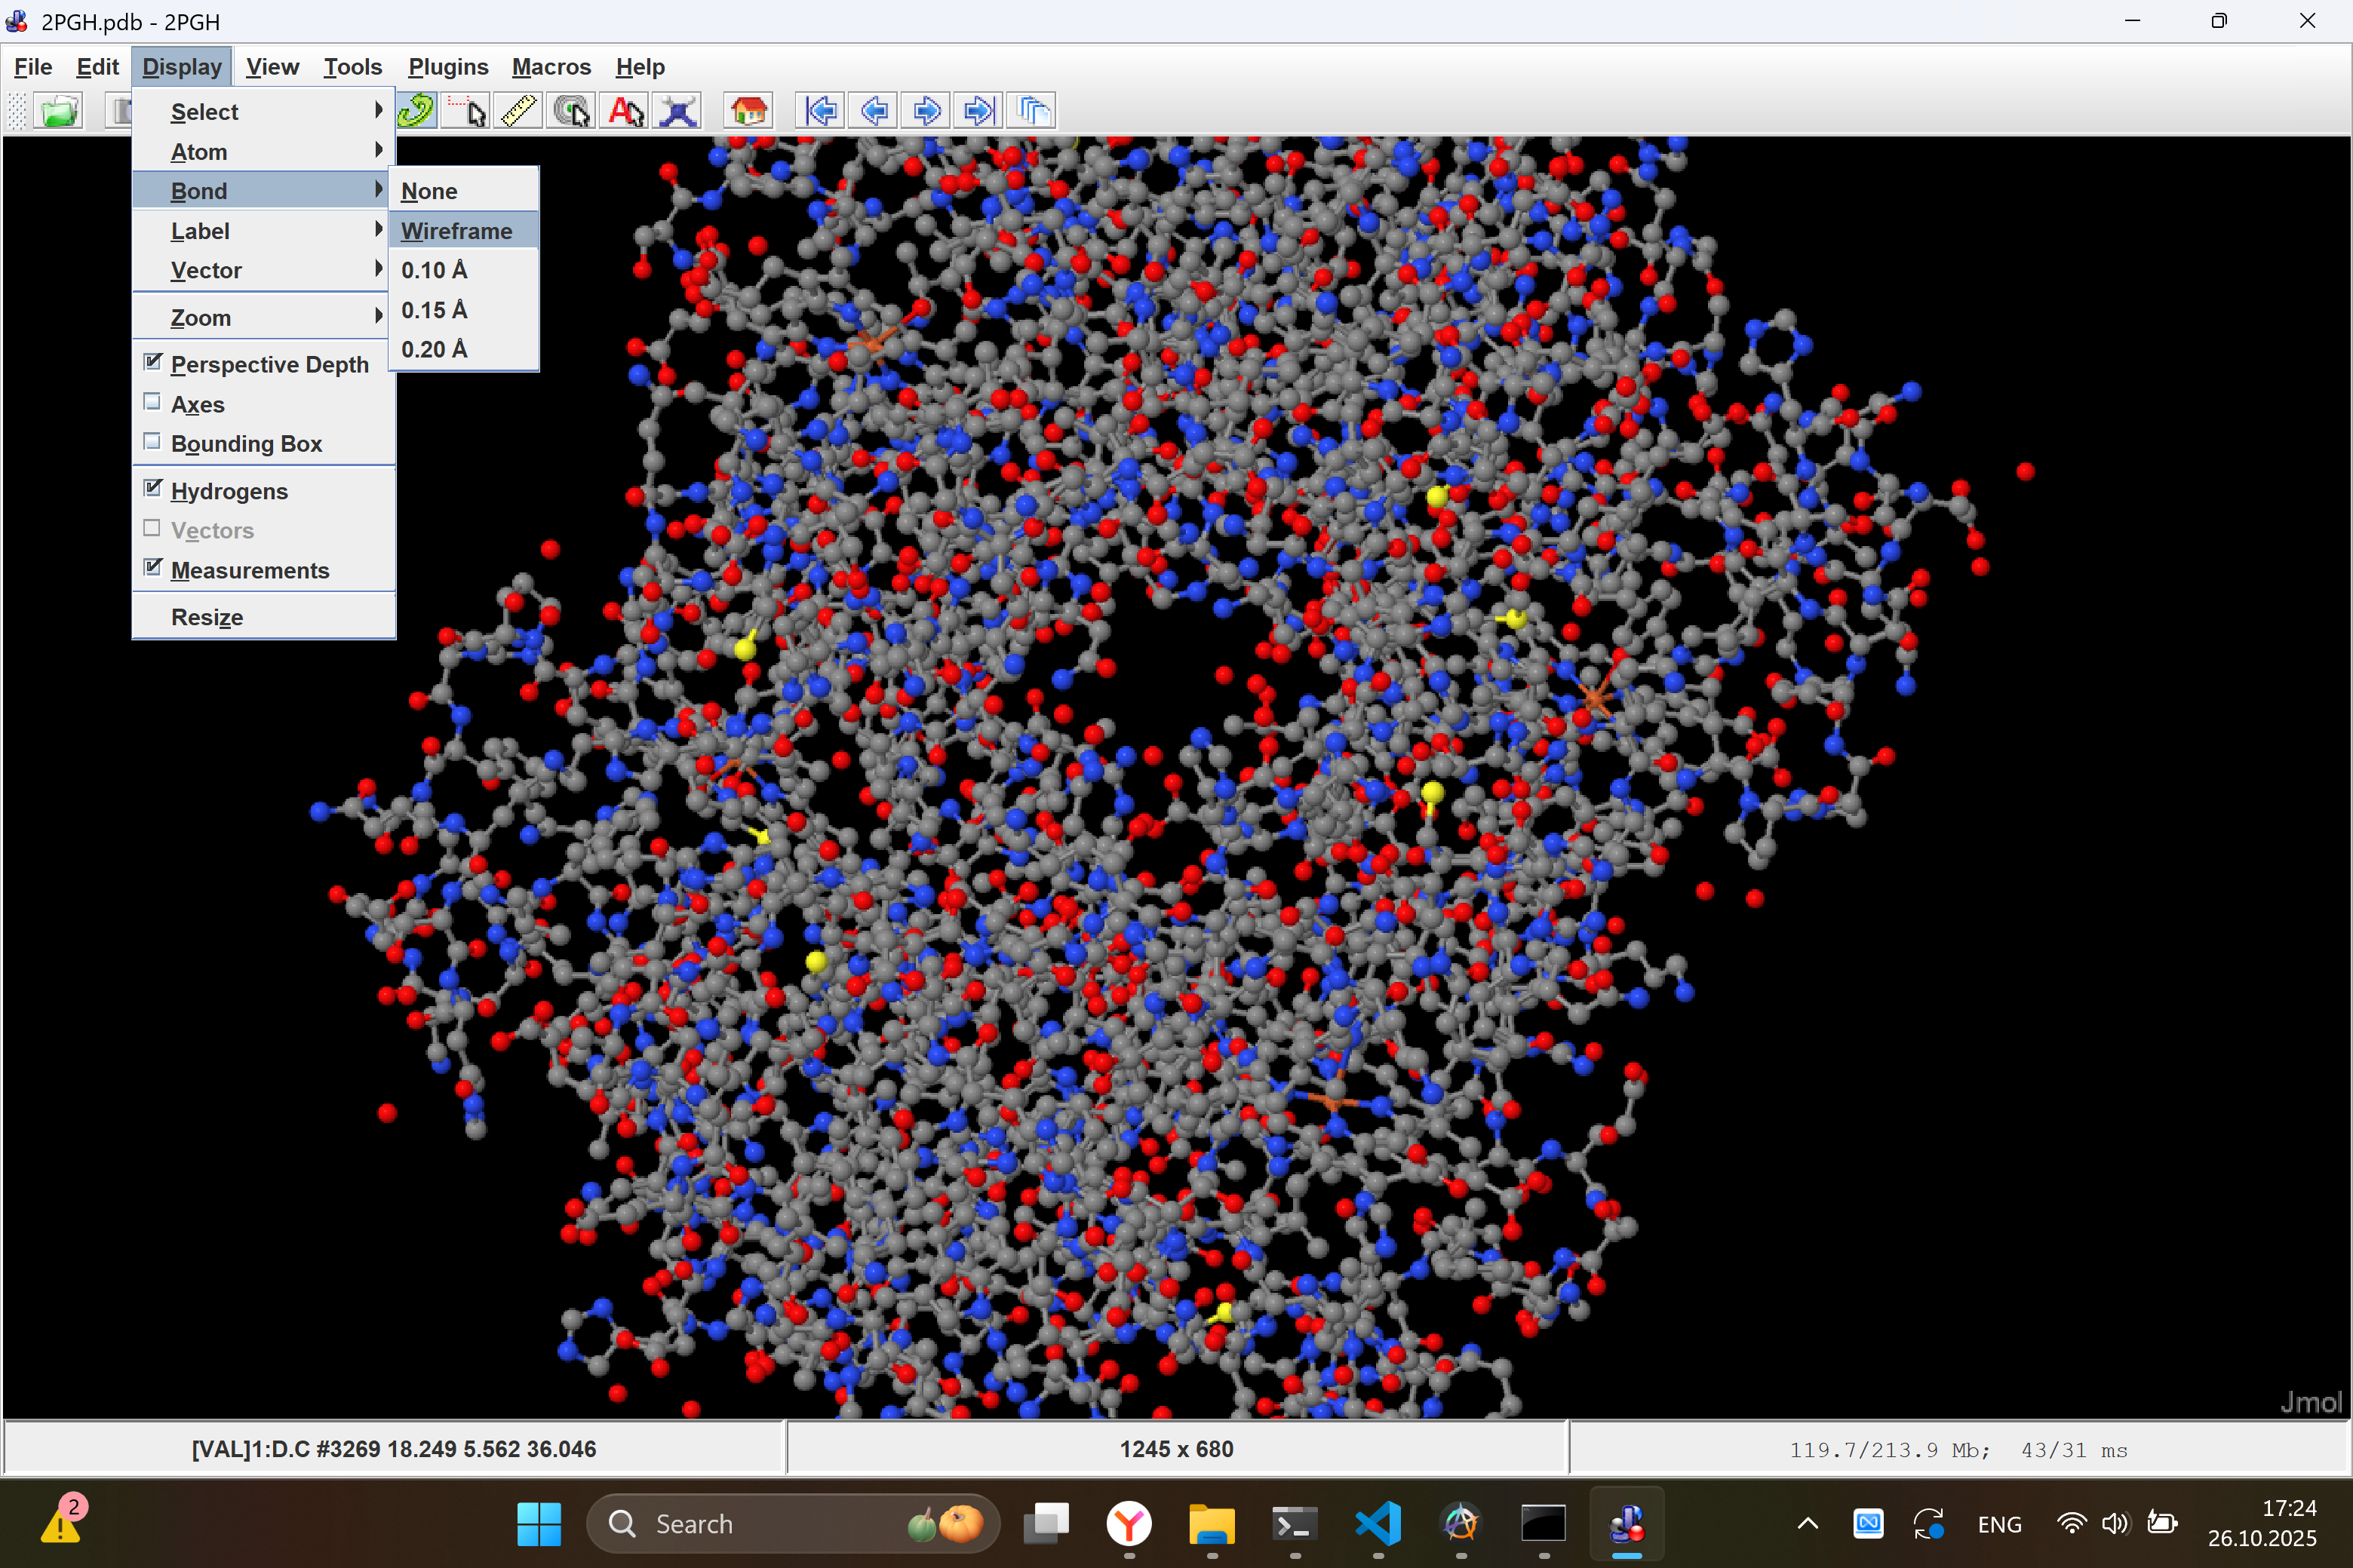 2PGH.pdb - 2PGH
File Edit Display View Tools Plugins Macros Help
Select
Atom
Bond
Label
Vector
Zoom
Perspective Depth
Axes
Bounding Box
Hydrogens
Vectors
Measurements
Resize
None
Wireframe
0.10 Å
0.15 Å
0.20 Å
A
Jmol
[VAL]1:D.C #3269 18.249 5.562 36.046
1245 x 680
119.7/213.9 Mb; 43/31 ms
2
Search
ENG
17:24
26.10.2025